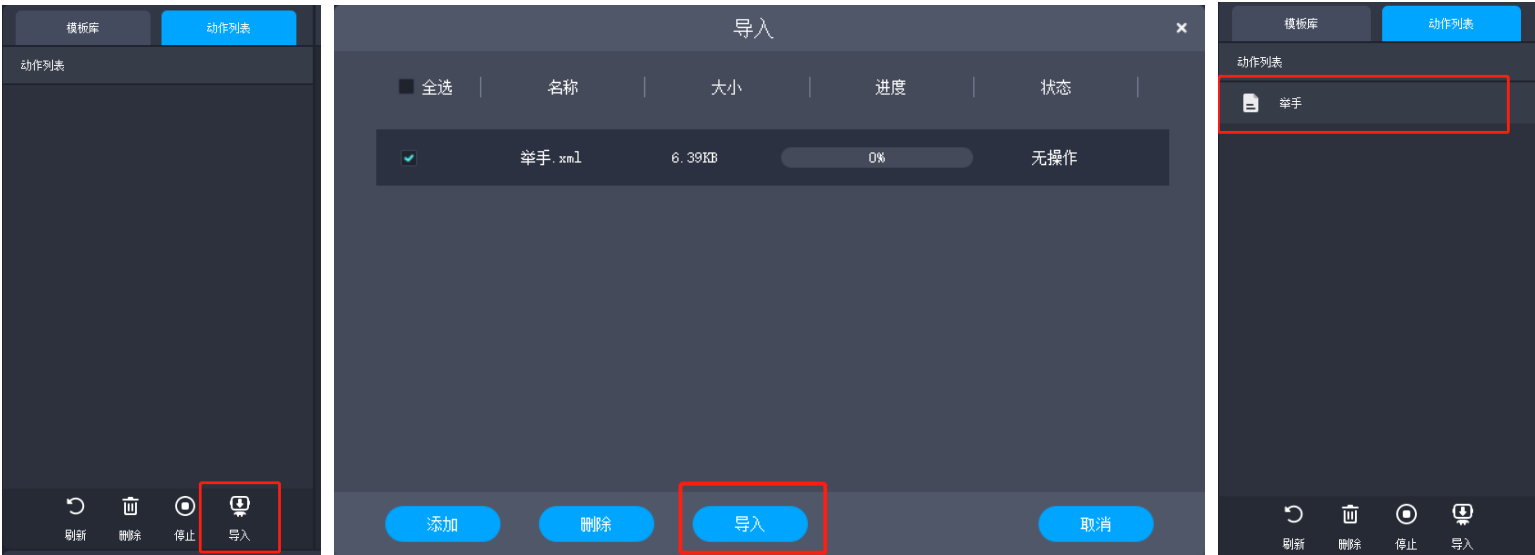 模板库 动作列表
动作列表
刷新 删除 停止 导入
导入
全选 名称 大小 进度 状态
举手.xml 6.39KB 0% 无操作
添加 删除 导入 取消
模板库 动作列表
动作列表
举手
刷新 删除 停止 导入